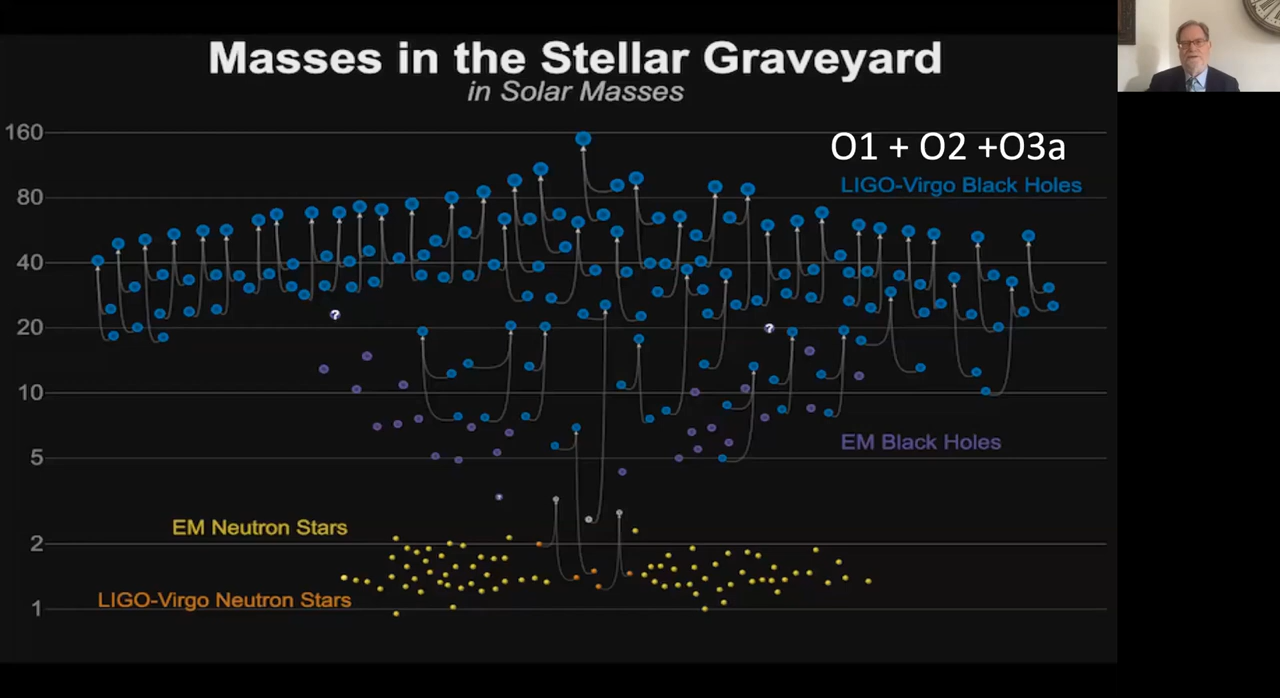 Masses in the Stellar Graveyard
in Solar Masses
160
O1 + O2 +O3a
LIGO-Virgo Black Holes
80
40
?
20
?
10
EM Black Holes
5
EM Neutron Stars
2
LIGO-Virgo Neutron Stars
1